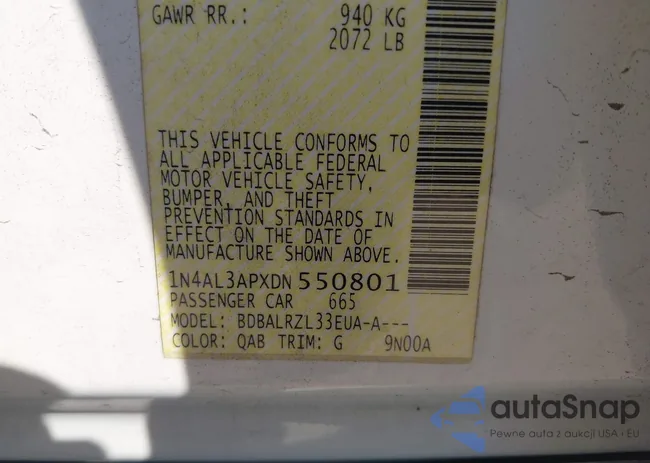 GAWR RR.: 940 KG
2072 LB
THIS VEHICLE CONFORMS TO
ALL APPLICABLE FEDERAL
MOTOR VEHICLE SAFETY,
BUMPER, AND THEFT
PREVENTION STANDARDS IN
EFFECT ON THE DATE OF
MANUFACTURE SHOWN ABOVE.
1N4AL3APXDN550801
PASSENGER CAR 665
MODEL: BDBALRZL33EUA-A---
COLOR: QAB TRIM: G 9N00A
autaSnap
Pewne auta z aukcji USA i EU